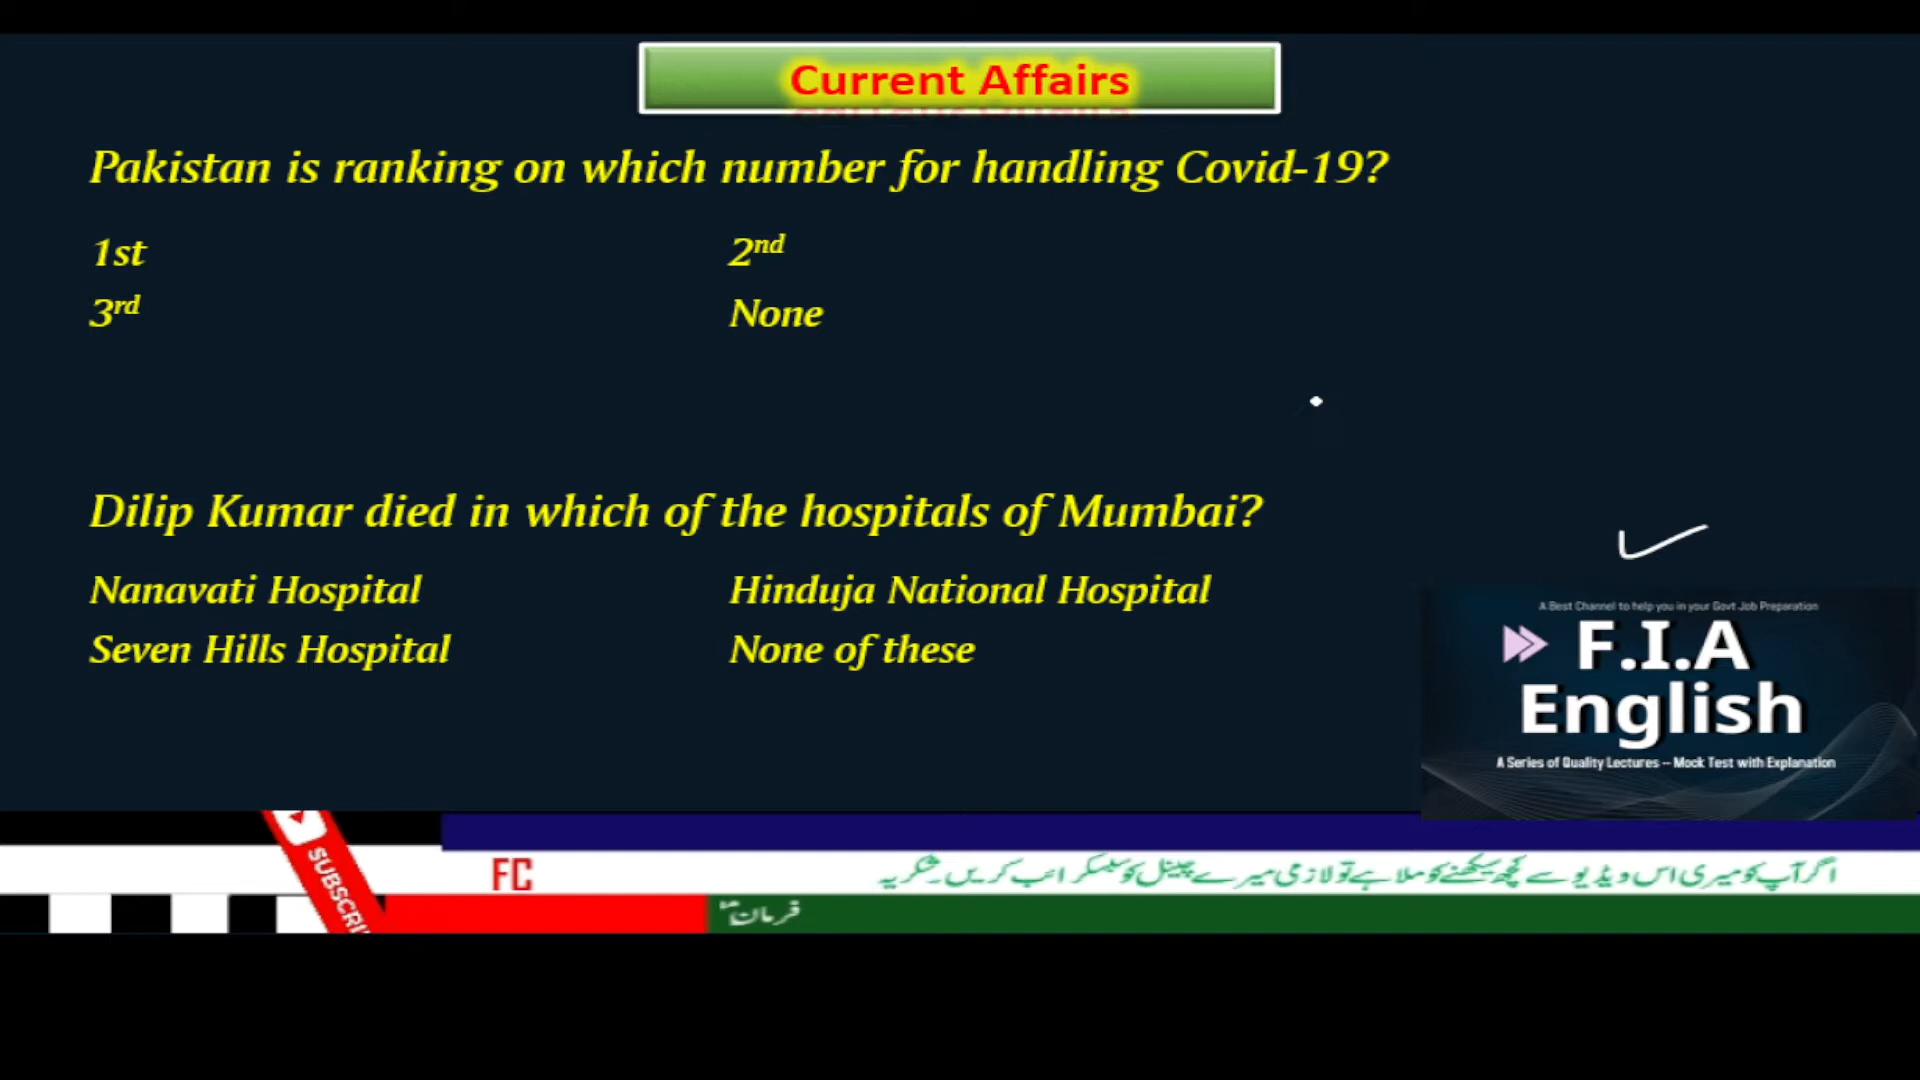 Current Affairs
Pakistan is ranking on which number for handling Covid-19?
1st 2nd
3rd None
Dilip Kumar died in which of the hospitals of Mumbai?
Nanavati Hospital Hinduja National Hospital
Seven Hills Hospital None of these
A Best Channel to help you in your Govt Job Preparation
F.I.A
English
A Series of Quality Lectures -- Mock Test with Explanation
SUBSCRI
FC
اگر آپ کو میری اس ویڈیو سے کچھ سیکھنے کو ملا ہے تو لازمی میرے چینل کو سبسکرائب کریں۔ شکریہ
فرمان